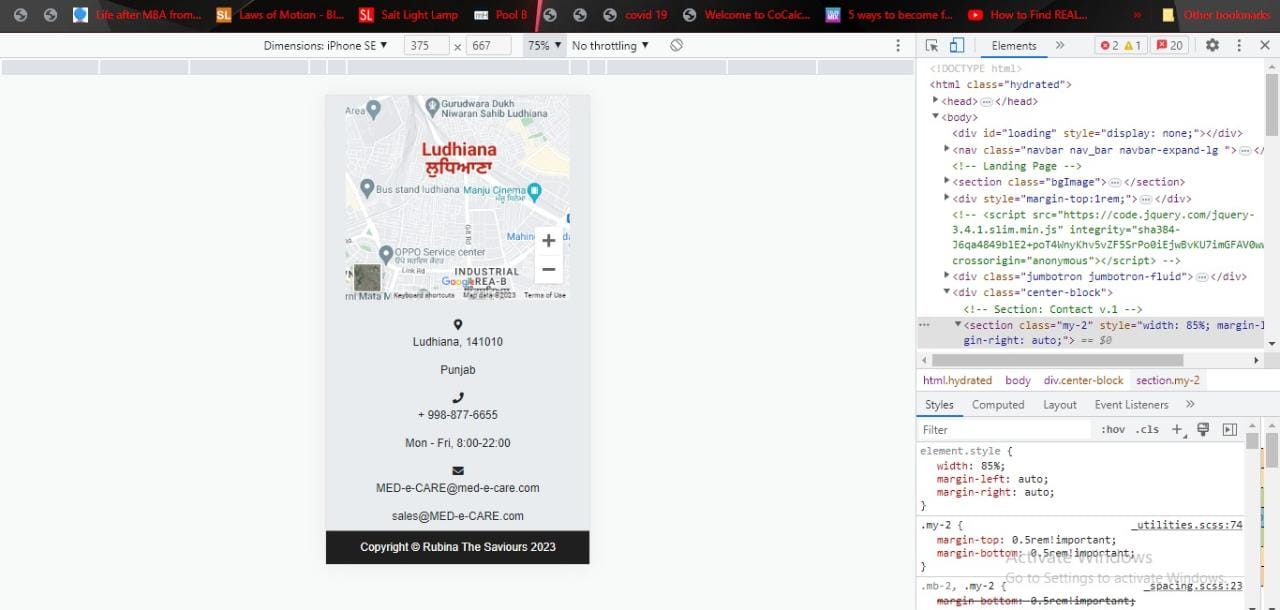 Life after MBA from... Laws of Motion - Bl... Salt Light Lamp Pool B covid 19 Welcome to CoCalc... 5 ways to become f... How to Find REAL... » Other bookmarks
Dimensions: iPhone SE ▼ 375 × 667 75% ▼ No throttling ▼
Elements » 2 1 20
Area
Gurudwara Dukh
Niwaran Sahib Ludhiana
Ludhiana
ਲੁਧਿਆਣਾ
Bus stand ludhiana
Manju Cinema
ਮੰਜੂ ਸਿਨੇਮਾ
Gill Rd
Mahin
OPPO Service center
Link Rd
INDUSTRIAL
AREA-B
Google
rni Mata M
Keyboard shortcuts Map data ©2023 Terms of Use
+
−
Ludhiana, 141010
Punjab
+ 998-877-6655
Mon - Fri, 8:00-22:00
MED-e-CARE@med-e-care.com
sales@MED-e-CARE.com
Copyright © Rubina The Saviours 2023
<!DOCTYPE html>
<html class="hydrated">
<head>…</head>
<body>
<div id="loading" style="display: none;"></div>
<nav class="navbar nav_bar navbar-expand-lg ">…</
<!-- Landing Page -->
<section class="bgImage">…</section>
<div style="margin-top:1rem;">…</div>
<!-- <script src="https://code.jquery.com/jquery-
3.4.1.slim.min.js" integrity="sha384-
J6qa4849blE2+poT4WnyKhv5vZF5SrPo0iEjwBvKU7imGFAV0ww
crossorigin="anonymous"></script> -->
<div class="jumbotron jumbotron-fluid">…</div>
<div class="center-block">
<!-- Section: Contact v.1 -->
<section class="my-2" style="width: 85%; margin-l
gin-right: auto;"> == $0
html.hydrated body div.center-block section.my-2
Styles Computed Layout Event Listeners »
Filter :hov .cls +
element.style {
width: 85%;
margin-left: auto;
margin-right: auto;
}
.my-2 { _utilities.scss:74
margin-top: 0.5rem!important;
margin-bottom: 0.5rem!important;
}
Activate Windows
Go to Settings to activate Windows.
.mb-2, .my-2 { _spacing.scss:23
margin-bottom: 0.5rem!important;